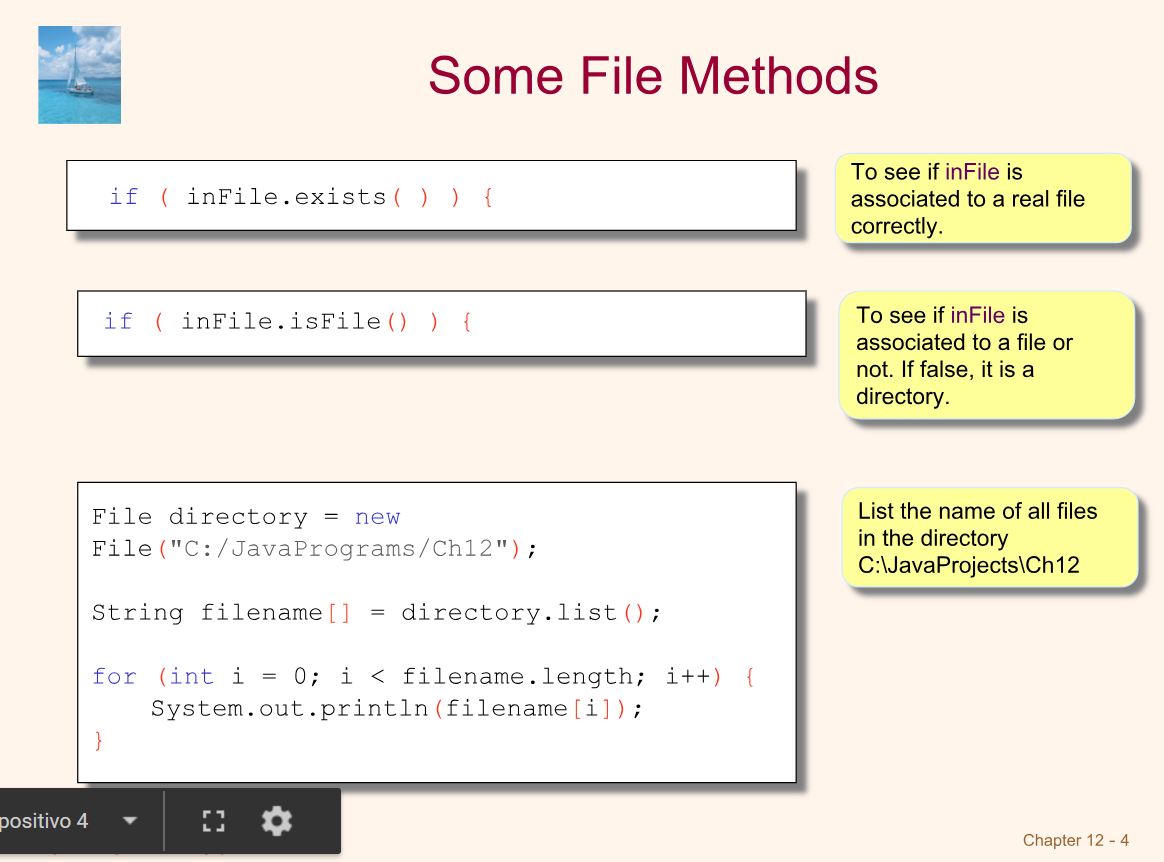 Some File Methods
if ( inFile.exists( ) ) {
To see if inFile is
associated to a real file
correctly.
if ( inFile.isFile() ) {
To see if inFile is
associated to a file or
not. If false, it is a
directory.
File directory = new
File("C:/JavaPrograms/Ch12");
String filename[] = directory.list();
for (int i = 0; i < filename.length; i++) {
System.out.println(filename[i]);
}
List the name of all files
in the directory
C:\JavaProjects\Ch12
positivo 4
Chapter 12 - 4